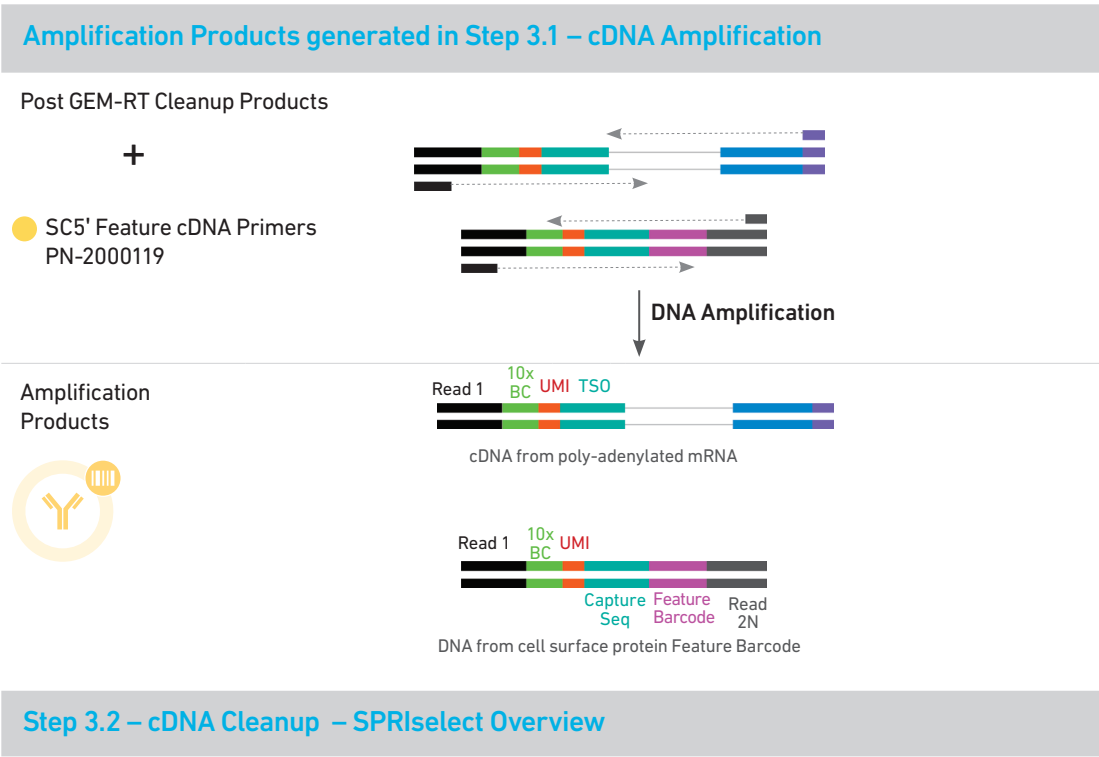 Amplification Products generated in Step 3.1 – cDNA Amplification
Post GEM-RT Cleanup Products
+
SC5' Feature cDNA Primers
PN-2000119
DNA Amplification
Amplification
Products
Read 1
10x
BC
UMI
TSO
cDNA from poly-adenylated mRNA
Read 1
10x
BC
UMI
Capture
Seq
Feature
Barcode
Read
2N
DNA from cell surface protein Feature Barcode
Step 3.2 – cDNA Cleanup – SPRIselect Overview